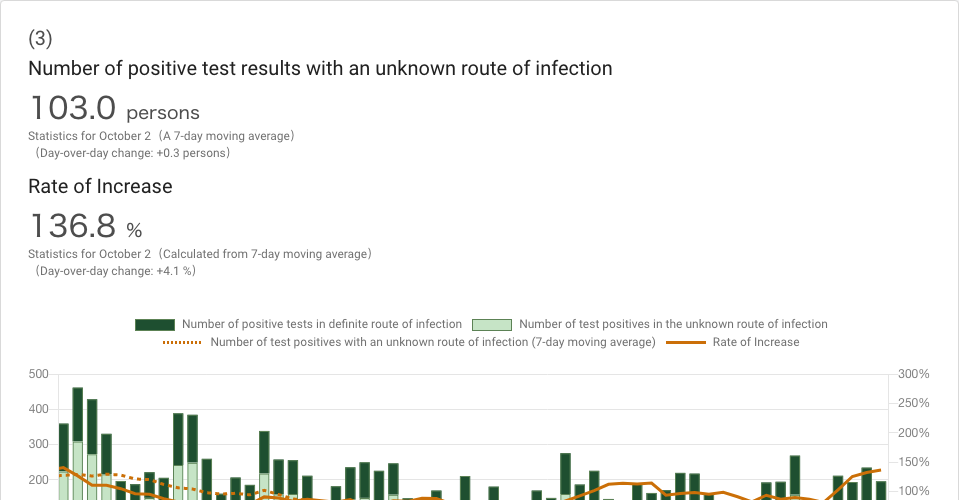 (3)
Number of positive test results with an unknown route of infection
103.0 persons
Statistics for October 2（A 7-day moving average）
（Day-over-day change: +0.3 persons）
Rate of Increase
136.8 %
Statistics for October 2（Calculated from 7-day moving average）
（Day-over-day change: +4.1 %）
Number of positive tests in definite route of infection Number of test positives in the unknown route of infection
Number of test positives with an unknown route of infection (7-day moving average) Rate of Increase
500 300%
400 250%
300 200%
200 150%
100%